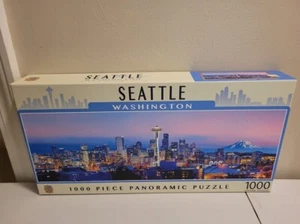 SEATTLE
SEATTLE
WASHINGTON
1000 PIECE PANORAMIC PUZZLE
1000